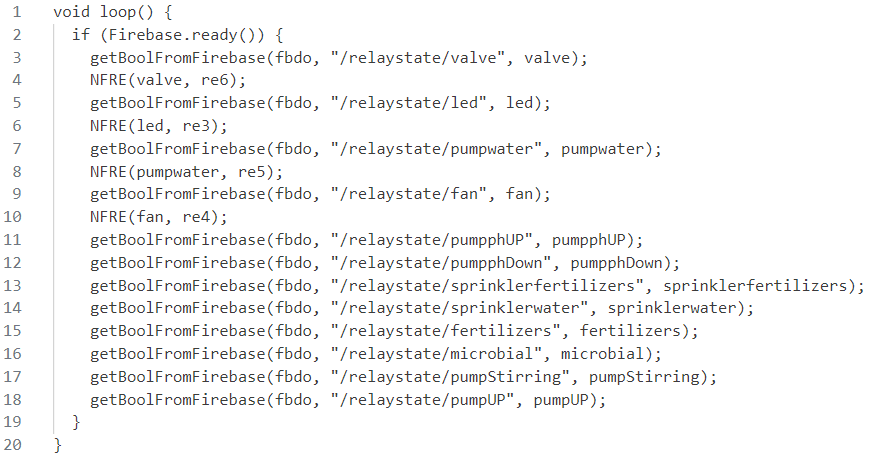 1 void loop() {
2 if (Firebase.ready()) {
3 getBoolFromFirebase(fbdo, "/relaystate/valve", valve);
4 NFRE(valve, re6);
5 getBoolFromFirebase(fbdo, "/relaystate/led", led);
6 NFRE(led, re3);
7 getBoolFromFirebase(fbdo, "/relaystate/pumpwater", pumpwater);
8 NFRE(pumpwater, re5);
9 getBoolFromFirebase(fbdo, "/relaystate/fan", fan);
10 NFRE(fan, re4);
11 getBoolFromFirebase(fbdo, "/relaystate/pumpphUP", pumpphUP);
12 getBoolFromFirebase(fbdo, "/relaystate/pumpphDown", pumpphDown);
13 getBoolFromFirebase(fbdo, "/relaystate/sprinklerfertilizers", sprinklerfertilizers);
14 getBoolFromFirebase(fbdo, "/relaystate/sprinklerwater", sprinklerwater);
15 getBoolFromFirebase(fbdo, "/relaystate/fertilizers", fertilizers);
16 getBoolFromFirebase(fbdo, "/relaystate/microbial", microbial);
17 getBoolFromFirebase(fbdo, "/relaystate/pumpStirring", pumpStirring);
18 getBoolFromFirebase(fbdo, "/relaystate/pumpUP", pumpUP);
19 }
20 }